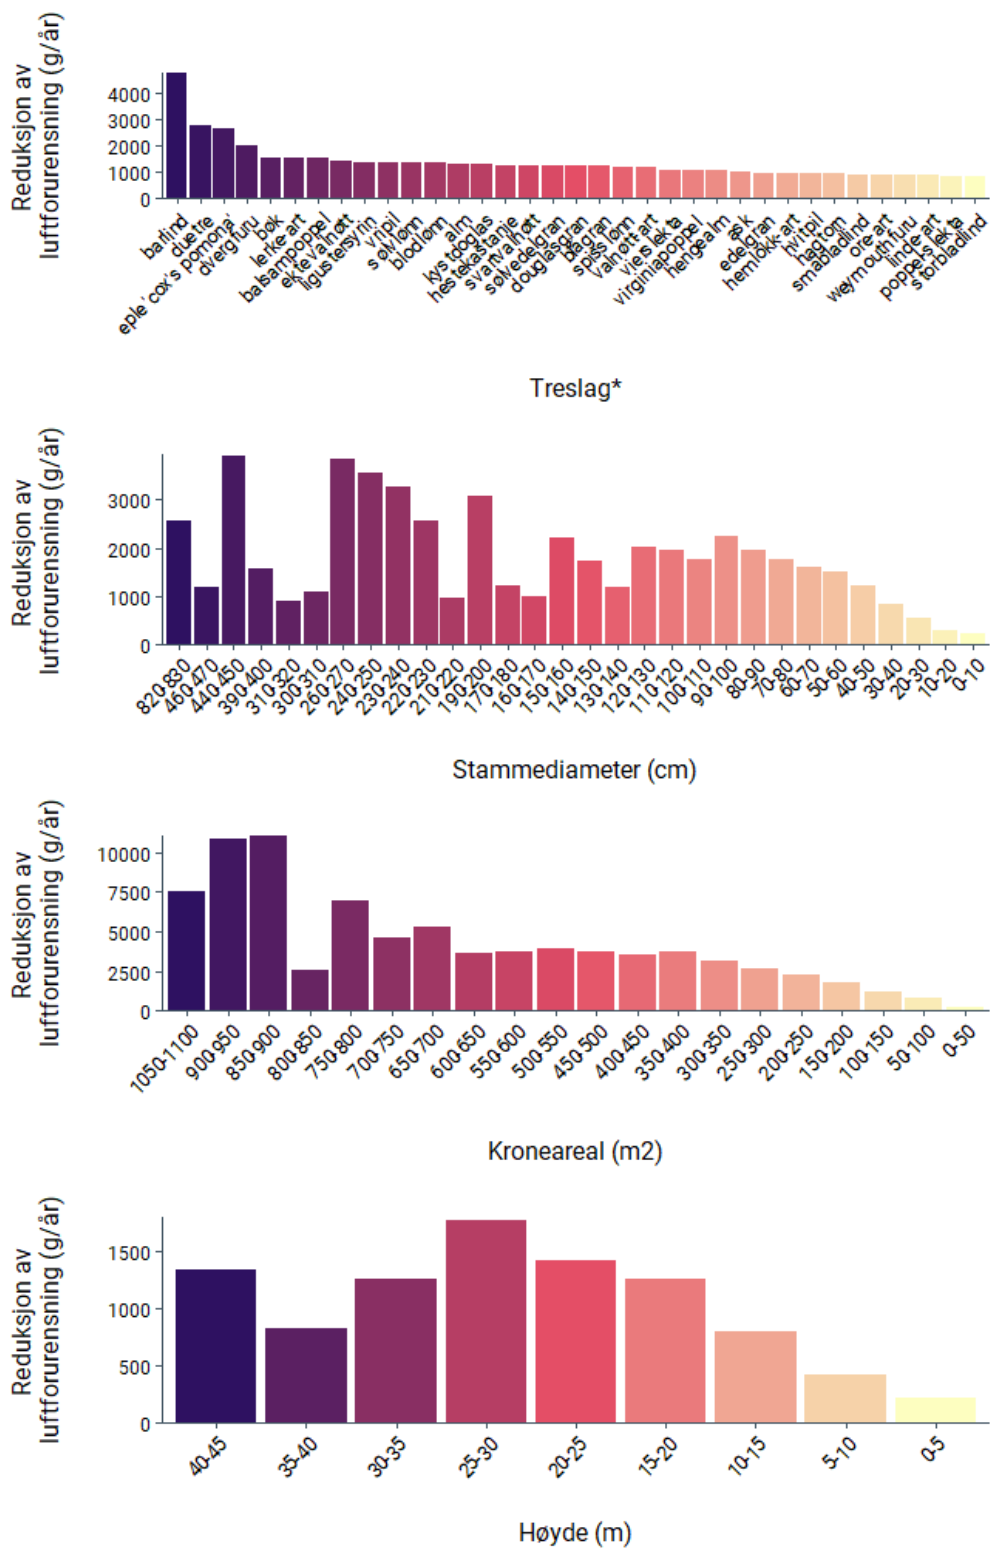 Reduksjon av
luftforurensning (g/år)
4000
3000
2000
1000
0
barlind
duetre
eple 'cox's pomona'
dvergfuru
bøk
lerke-art
balsampoppel
ekte valnøtt
ligustersyrin
vripil
sølvlønn
blodlønn
alm
kystdoglas
hestekastanje
svartvalnøtt
sølvedelgran
douglasgran
blågran
spisslønn
valnøtt-art
vieslekta
virginiapoppel
hengealm
ask
edelgran
hemlokk-art
hvitpil
hagtorn
småbladlind
ore-art
weymouthfuru
linde-art
poppelslekta
storbladlind
Treslag*
Reduksjon av
luftforurensning (g/år)
3000
2000
1000
0
820-830
460-470
440-450
390-400
310-320
300-310
260-270
240-250
230-240
220-230
210-220
190-200
170-180
160-170
150-160
140-150
130-140
120-130
110-120
100-110
90-100
80-90
70-80
60-70
50-60
40-50
30-40
20-30
10-20
0-10
Stammediameter (cm)
Reduksjon av
luftforurensning (g/år)
10000
7500
5000
2500
0
1050-1100
900-950
850-900
800-850
750-800
700-750
650-700
600-650
550-600
500-550
450-500
400-450
350-400
300-350
250-300
200-250
150-200
100-150
50-100
0-50
Kroneareal (m2)
Reduksjon av
luftforurensning (g/år)
1500
1000
500
0
40-45
35-40
30-35
25-30
20-25
15-20
10-15
5-10
0-5
Høyde (m)